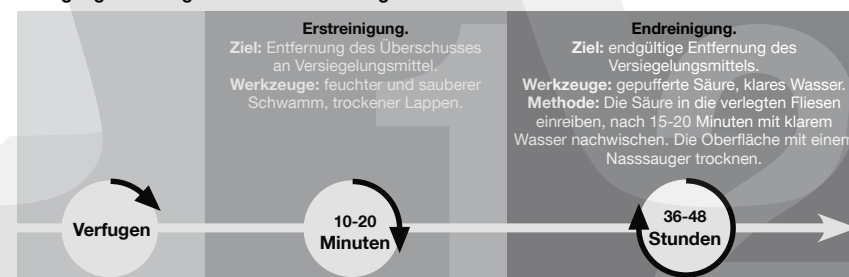 Erstreinigung.
Ziel: Entfernung des Überschusses
an Versiegelungsmittel.
Werkzeuge: feuchter und sauberer
Schwamm, trockener Lappen.
Endreinigung.
Ziel: endgültige Entfernung des
Versiegelungsmittels.
Werkzeuge: gepufferte Säure, klares Wasser.
Methode: Die Säure in die verlegten Fliesen
einreiben, nach 15-20 Minuten mit klarem
Wasser nachwischen. Die Oberfläche mit einem
Nasssauger trocknen.
Verfugen
10-20
Minuten
36-48
Stunden
1
2